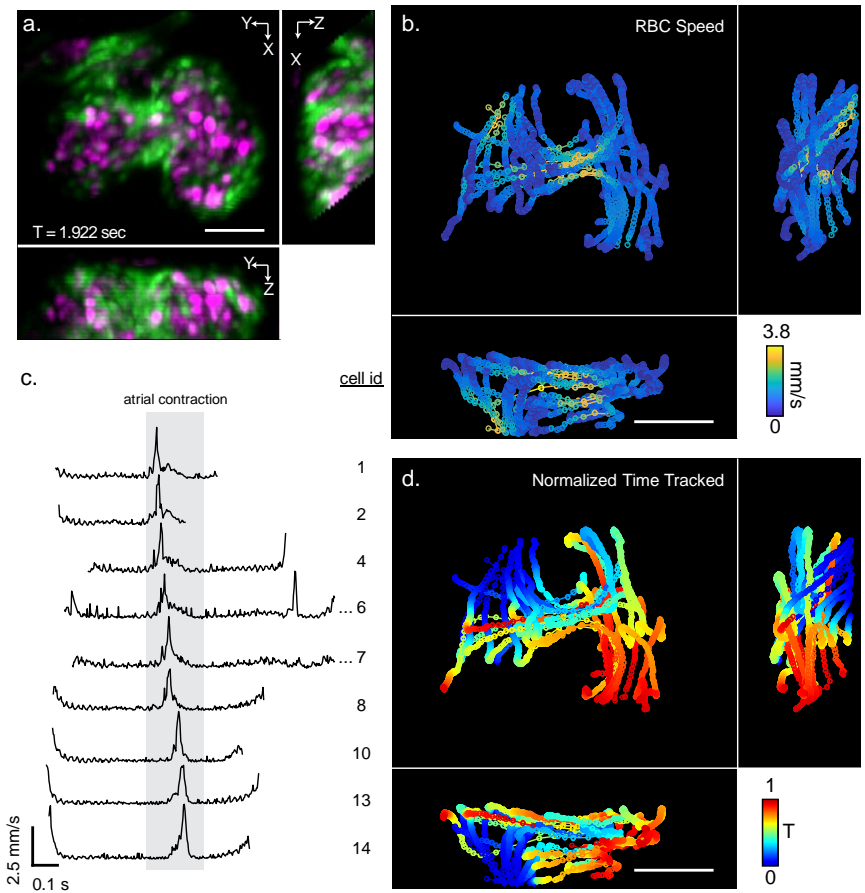 a.
Y
X
Z
X
T = 1.922 sec
Y
Z
b.
RBC Speed
3.8
mm/s
0
c.
cell id
atrial contraction
1
2
4
... 6
... 7
8
10
13
14
2.5 mm/s
0.1 s
d.
Normalized Time Tracked
1
T
0